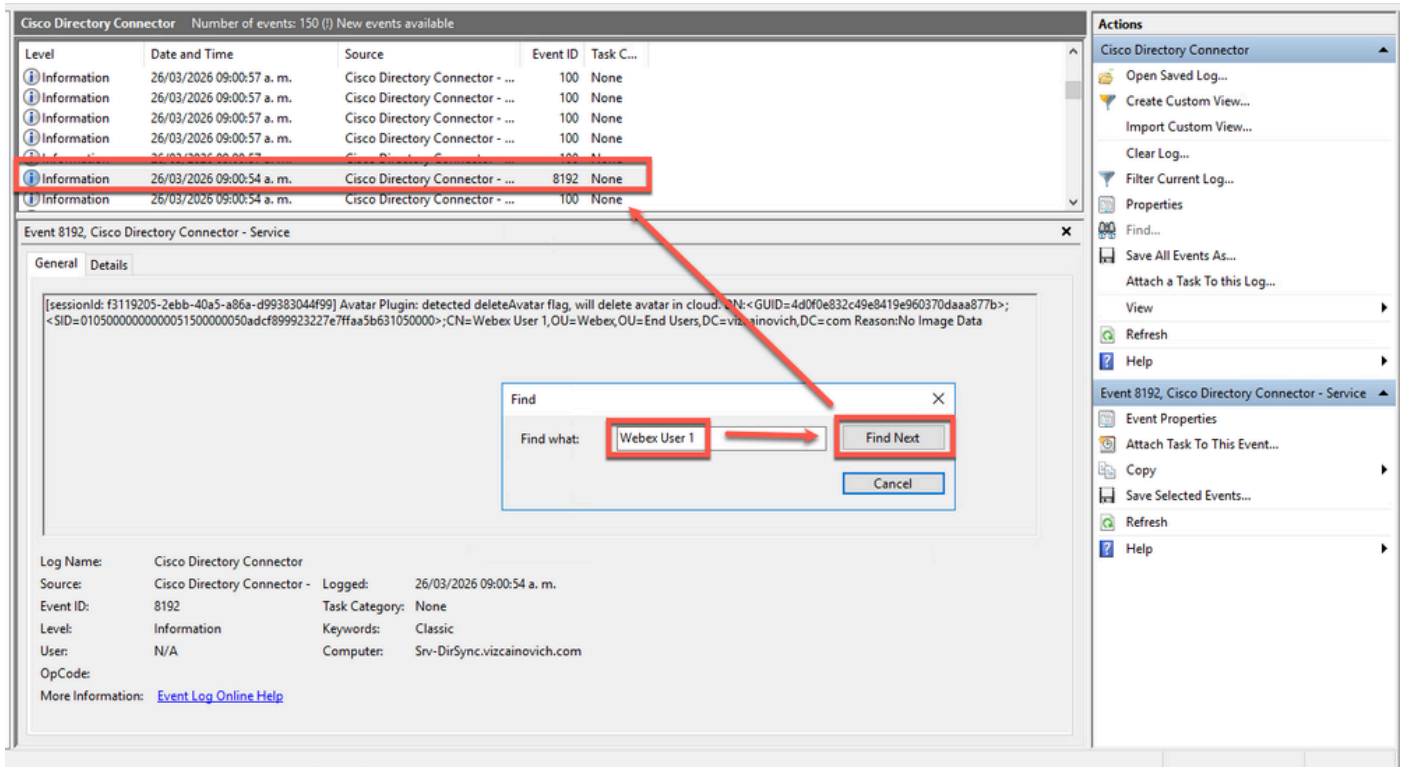 Cisco Directory Connector Number of events: 150 (!) New events available
Level Date and Time Source Event ID Task C...
Information 26/03/2026 09:00:57 a. m. Cisco Directory Connector - ... 100 None
Information 26/03/2026 09:00:57 a. m. Cisco Directory Connector - ... 100 None
Information 26/03/2026 09:00:57 a. m. Cisco Directory Connector - ... 100 None
Information 26/03/2026 09:00:57 a. m. Cisco Directory Connector - ... 100 None
Information 26/03/2026 09:00:54 a. m. Cisco Directory Connector - ... 8192 None
Information 26/03/2026 09:00:54 a. m. Cisco Directory Connector - ... 100 None
Event 8192, Cisco Directory Connector - Service
General Details
[sessionId: f3119205-2ebb-40a5-a86a-d99383044f99] Avatar Plugin: detected deleteAvatar flag, will delete avatar in cloud. DN:<GUID=4d0f0e832c49e8419e960370daaa877b>;
<SID=010500000000000515000000050adcf899923227e7ffaa5b631050000>;CN=Webex User 1,OU=Webex,OU=End Users,DC=vizcainovich,DC=com Reason:No Image Data
Find
Find what: Webex User 1 Find Next
Cancel
Log Name: Cisco Directory Connector
Source: Cisco Directory Connector - Logged: 26/03/2026 09:00:54 a. m.
Event ID: 8192 Task Category: None
Level: Information Keywords: Classic
User: N/A Computer: Srv-DirSync.vizcainovich.com
OpCode:
More Information: Event Log Online Help
Actions
Cisco Directory Connector
Open Saved Log...
Create Custom View...
Import Custom View...
Clear Log...
Filter Current Log...
Properties
Find...
Save All Events As...
Attach a Task To this Log...
View
Refresh
Help
Event 8192, Cisco Directory Connector - Service
Event Properties
Attach Task To This Event...
Copy
Save Selected Events...
Refresh
Help